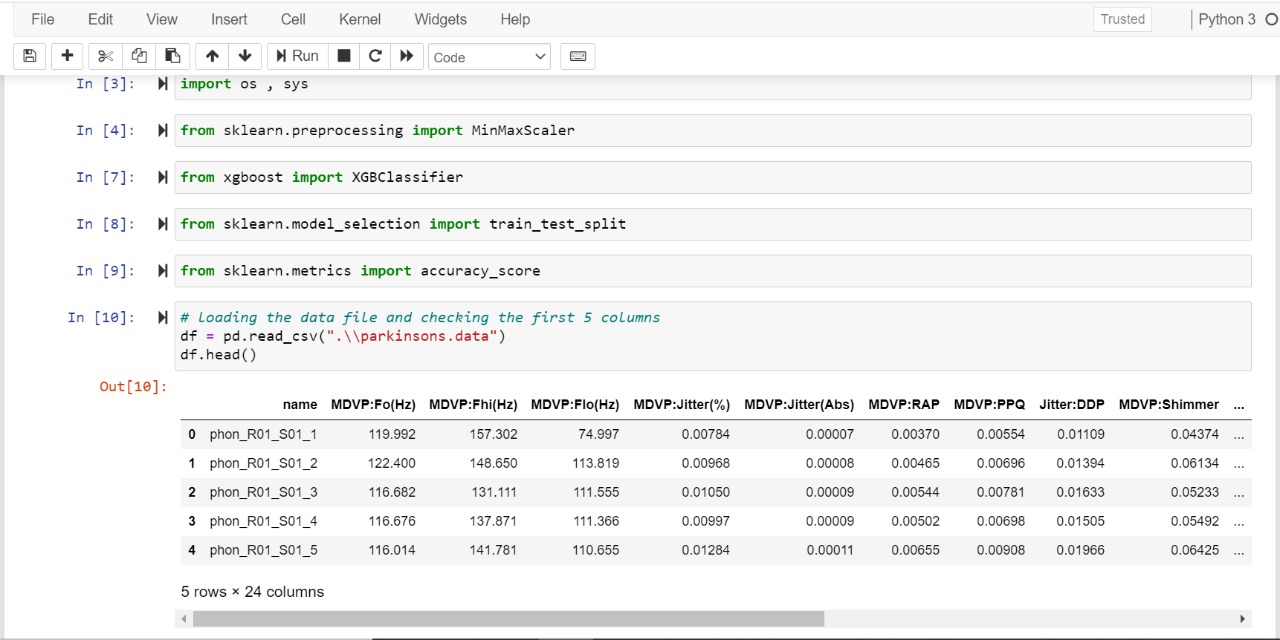 File Edit View Insert Cell Kernel Widgets Help Trusted Python 3
Run Code
In [3]: import os , sys
In [4]: from sklearn.preprocessing import MinMaxScaler
In [7]: from xgboost import XGBClassifier
In [8]: from sklearn.model_selection import train_test_split
In [9]: from sklearn.metrics import accuracy_score
In [10]: # loading the data file and checking the first 5 columns
df = pd.read_csv(".\\parkinsons.data")
df.head()
Out[10]:
name MDVP:Fo(Hz) MDVP:Fhi(Hz) MDVP:Flo(Hz) MDVP:Jitter(%) MDVP:Jitter(Abs) MDVP:RAP MDVP:PPQ Jitter:DDP MDVP:Shimmer ...
0 phon_R01_S01_1 119.992 157.302 74.997 0.00784 0.00007 0.00370 0.00554 0.01109 0.04374 ...
1 phon_R01_S01_2 122.400 148.650 113.819 0.00968 0.00008 0.00465 0.00696 0.01394 0.06134 ...
2 phon_R01_S01_3 116.682 131.111 111.555 0.01050 0.00009 0.00544 0.00781 0.01633 0.05233 ...
3 phon_R01_S01_4 116.676 137.871 111.366 0.00997 0.00009 0.00502 0.00698 0.01505 0.05492 ...
4 phon_R01_S01_5 116.014 141.781 110.655 0.01284 0.00011 0.00655 0.00908 0.01966 0.06425 ...
5 rows × 24 columns